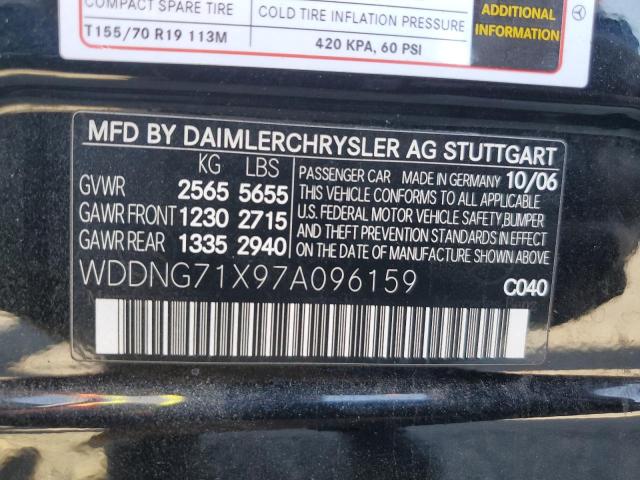 COMPACT SPARE TIRE
T155/70 R19 113M
COLD TIRE INFLATION PRESSURE
420 KPA, 60 PSI
ADDITIONAL
INFORMATION
MFD BY DAIMLERCHRYSLER AG STUTTGART
KG LBS
GVWR 2565 5655
GAWR FRONT 1230 2715
GAWR REAR 1335 2940
PASSENGER CAR MADE IN GERMANY 10/06
THIS VEHICLE CONFORMS TO ALL APPLICABLE
U.S. FEDERAL MOTOR VEHICLE SAFETY, BUMPER
AND THEFT PREVENTION STANDARDS IN EFFECT
ON THE DATE OF MANUFACTURE SHOWN ABOVE.
WDDNG71X97A096159
C040